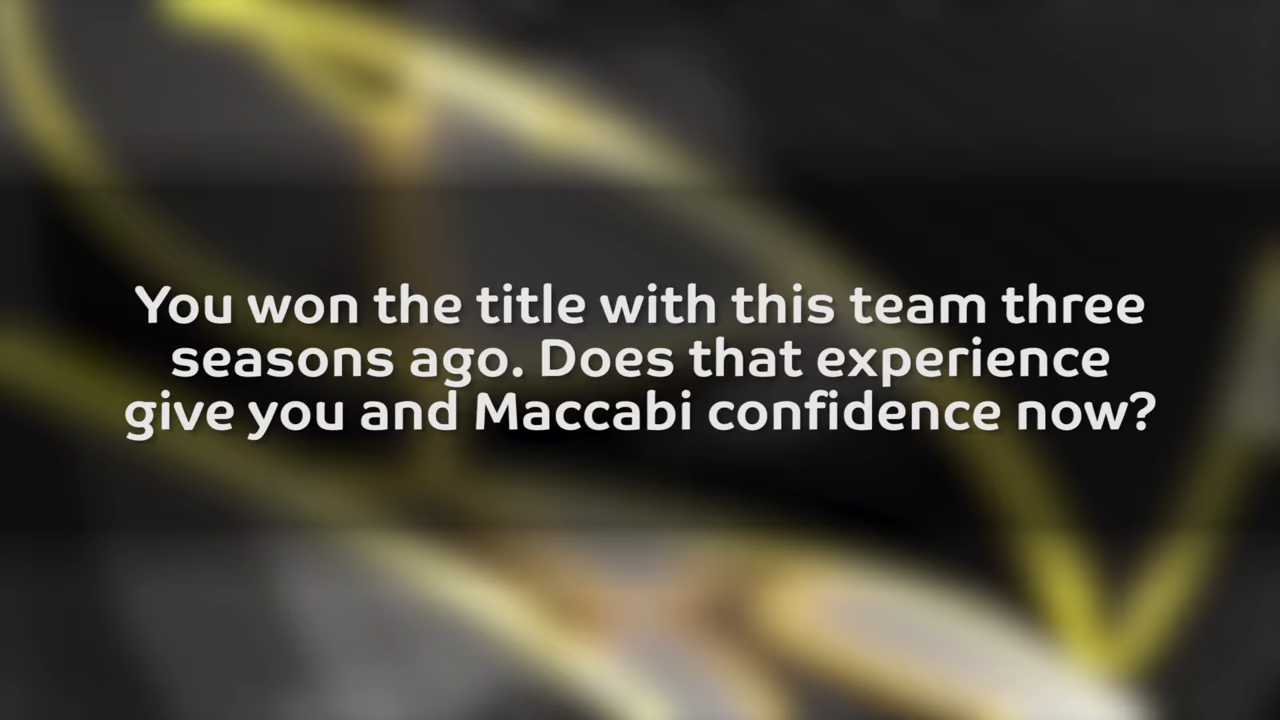 You won the title with this team three
seasons ago. Does that experience
give you and Maccabi confidence now?